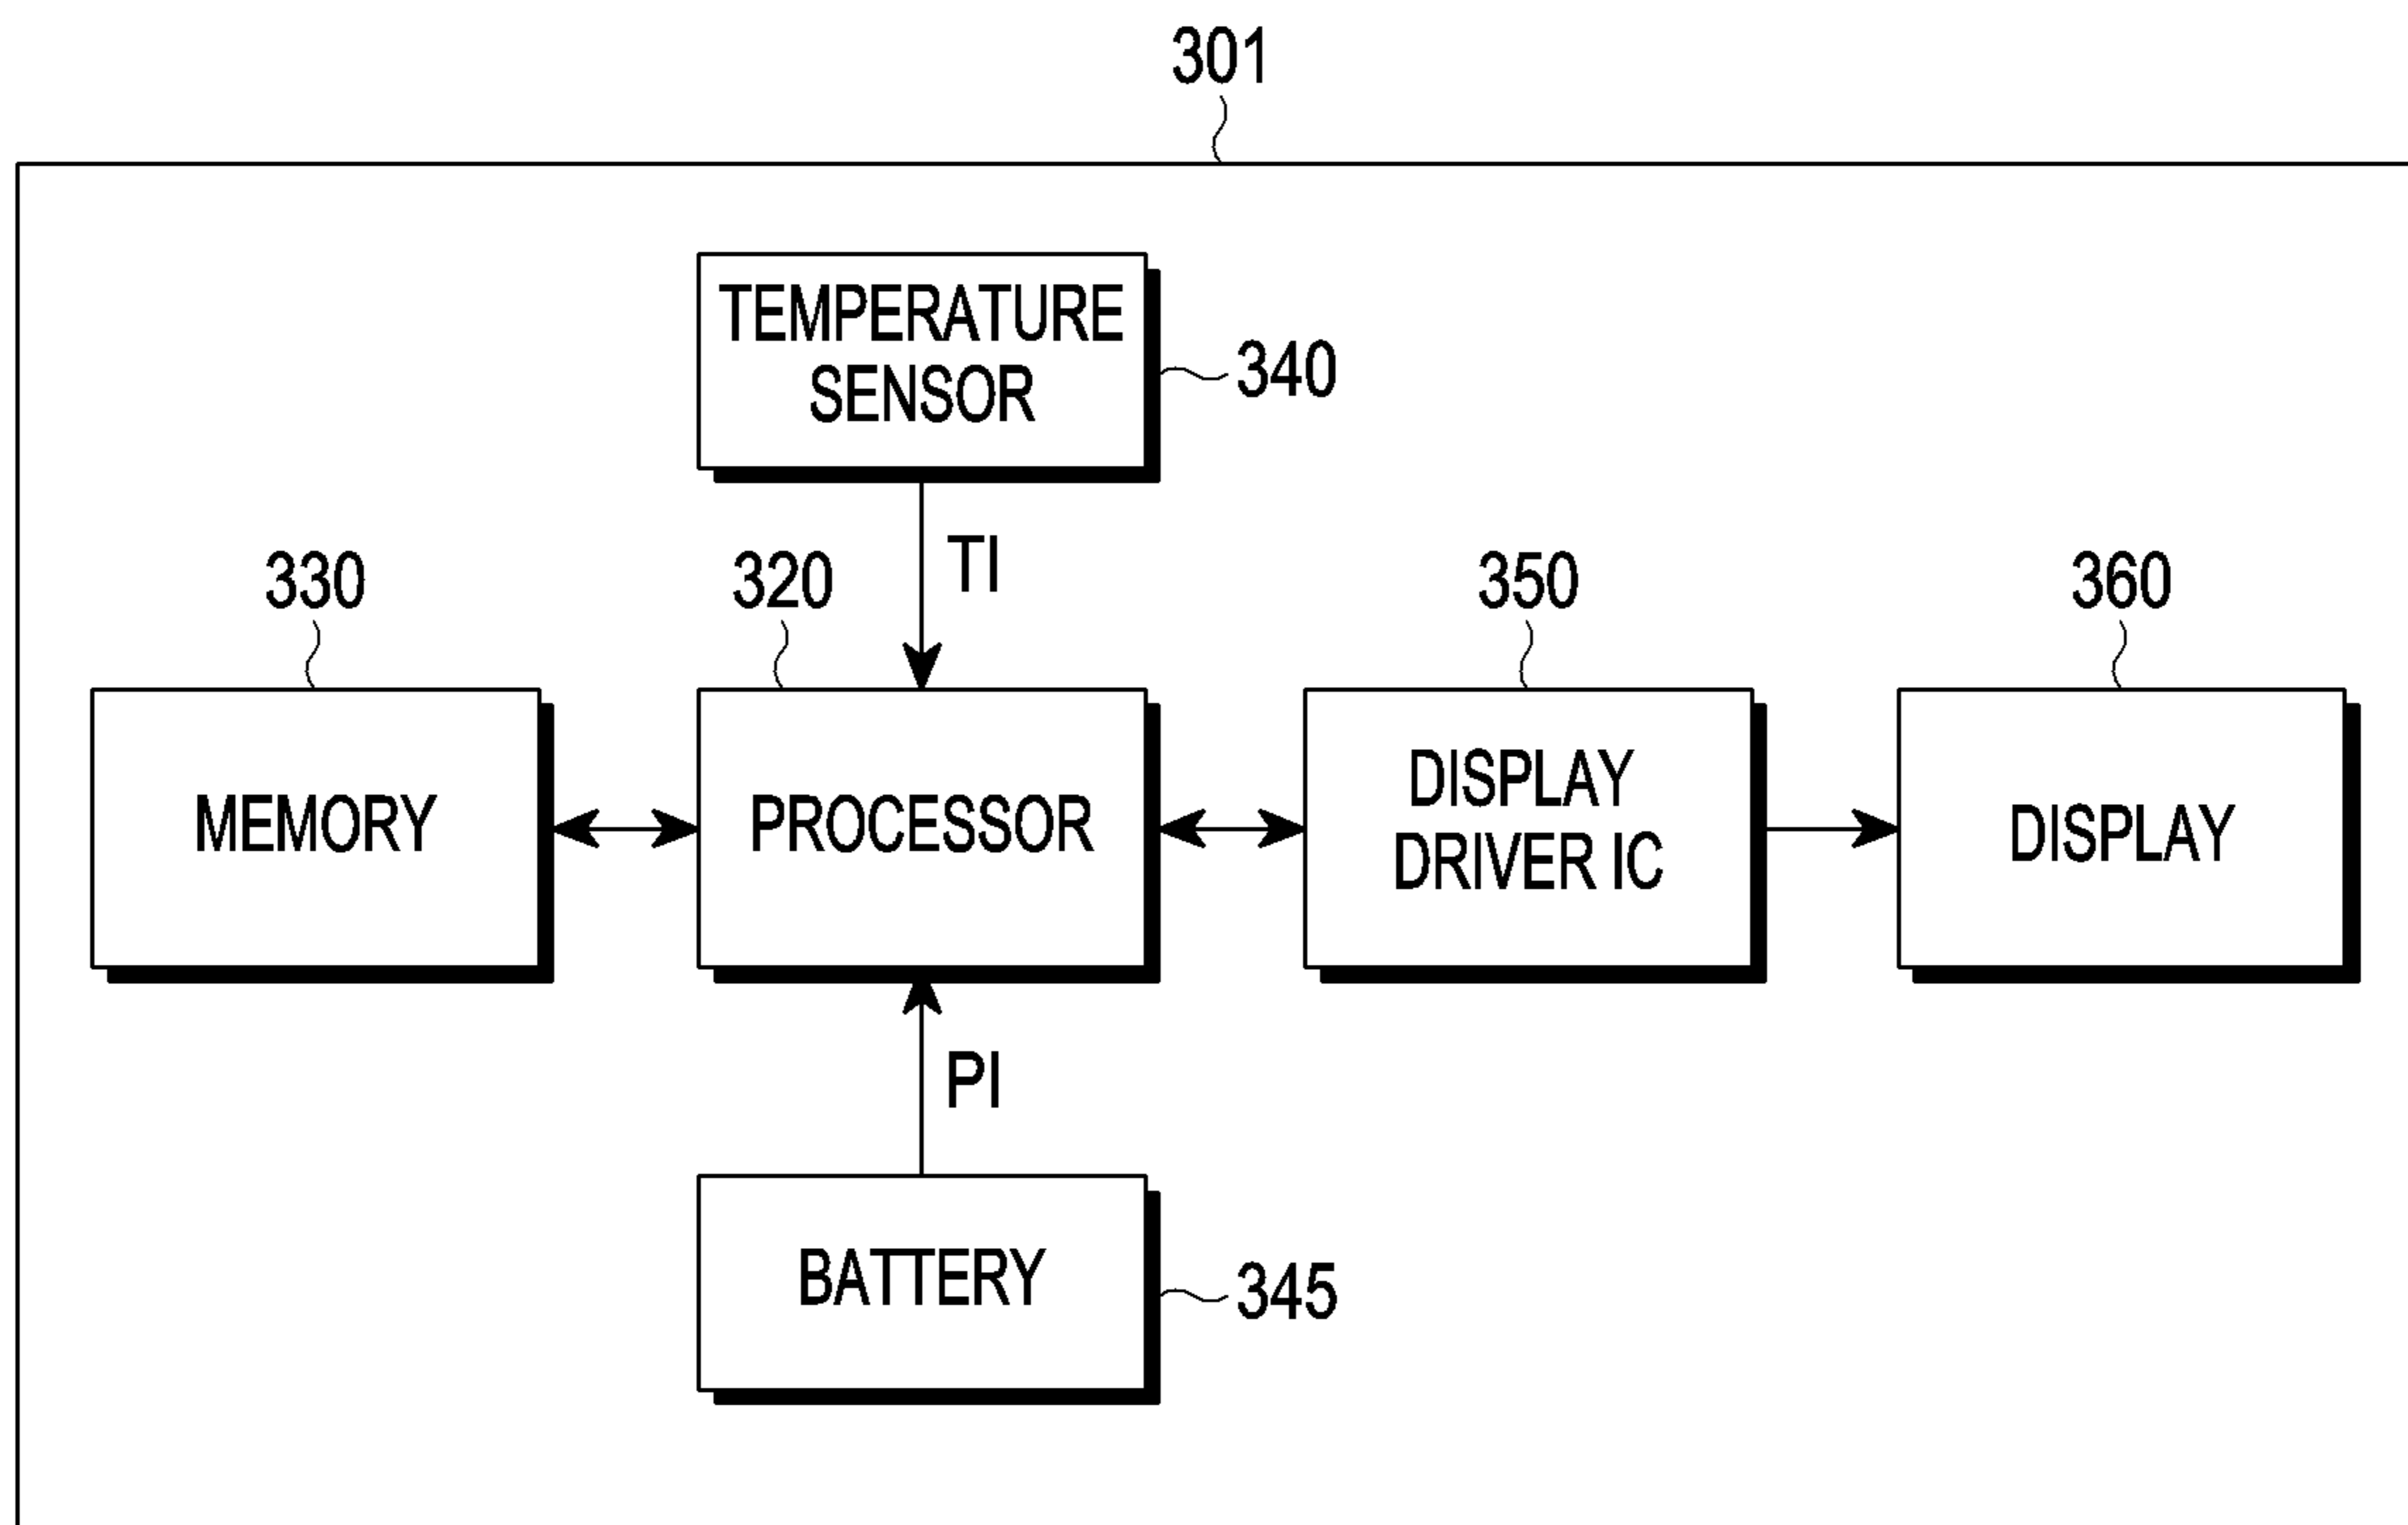 301
TEMPERATURE
SENSOR
340
TI
330
320
350
360
MEMORY
PROCESSOR
DISPLAY
DRIVER IC
DISPLAY
PI
BATTERY
345